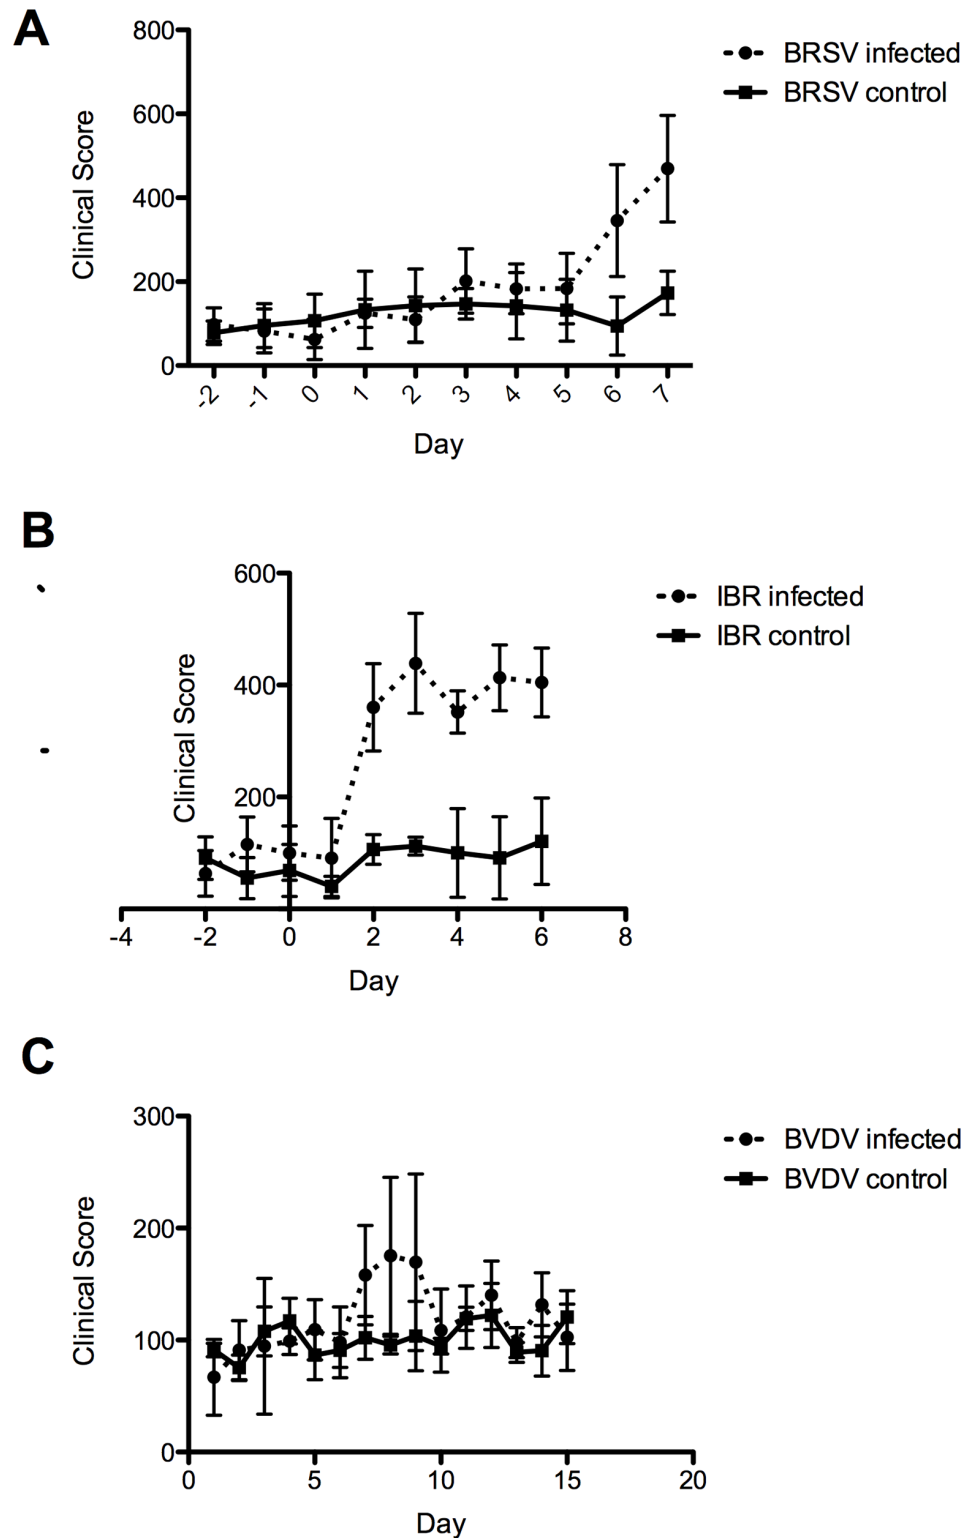 A
800
600
400
200
0
Clinical Score
-2 -1 0 1 2 3 4 5 6 7
Day
BRSV infected
BRSV control
B
600
400
200
Clinical Score
-4 -2 0 2 4 6 8
Day
IBR infected
IBR control
C
300
200
100
0
Clinical Score
0 5 10 15 20
Day
BVDV infected
BVDV control